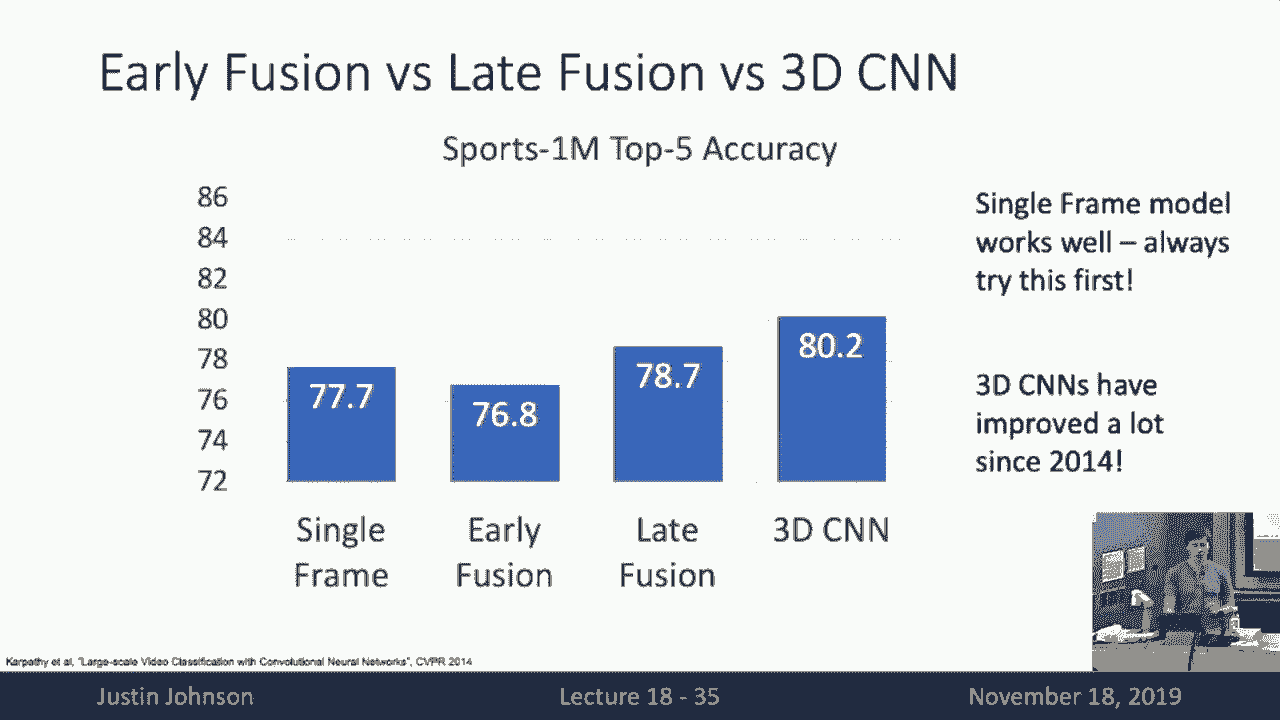 Early Fusion vs Late Fusion vs 3D CNN
Sports-1M Top-5 Accuracy
86
84
82
80
78
76
74
72
77.7
76.8
78.7
80.2
Single
Frame
Early
Fusion
Late
Fusion
3D CNN
Single Frame model
works well – always
try this first!
3D CNNs have
improved a lot
since 2014!
Karpathy et al, "Large-scale Video Classification with Convolutional Neural Networks", CVPR 2014
Justin Johnson
Lecture 18 - 35
November 18, 2019